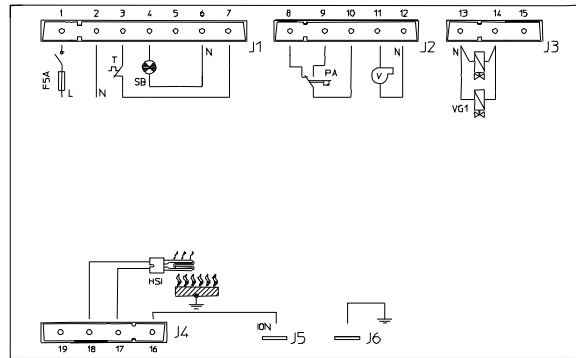 1 2 3 4 5 6 7
J1
8 9 10 11 12
J2
13 14 15
J3
F5A
L
N
T
SB
N
PA
V
N
N
VG1
HSI
19 18 17 16
J4
ION
J5
J6